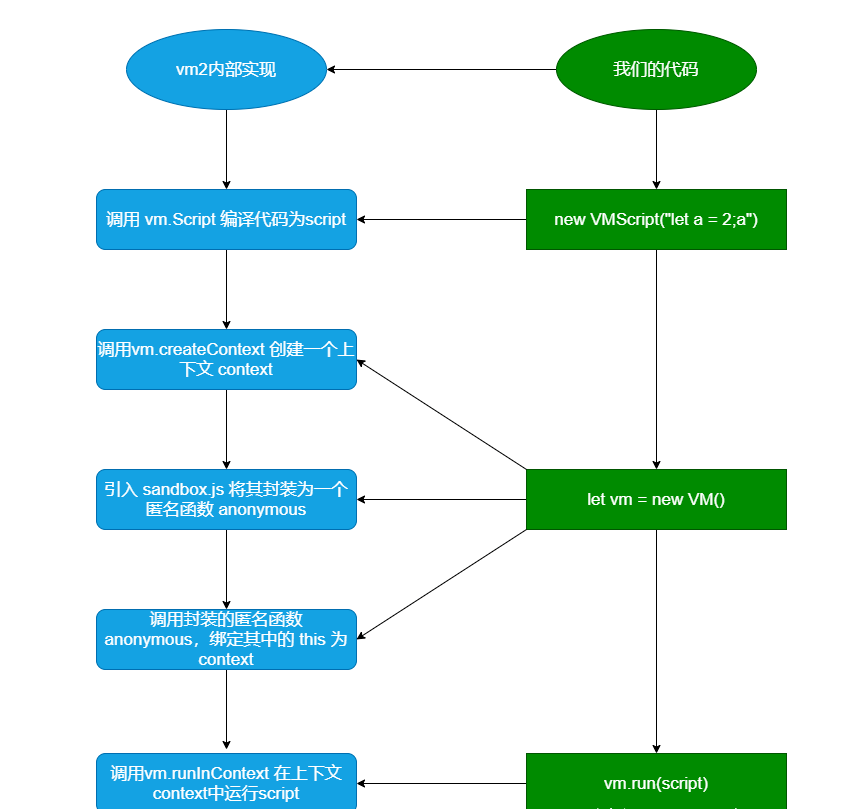 vm2内部实现
我们的代码
调用 vm.Script 编译代码为script
new VMScript("let a = 2;a")
调用vm.createContext 创建一个上
下文 context
引入 sandbox.js 将其封装为一个
匿名函数 anonymous
let vm = new VM()
调用封装的匿名函数
anonymous，绑定其中的 this 为
context
调用vm.runInContext 在上下文
context中运行script
vm.run(script)